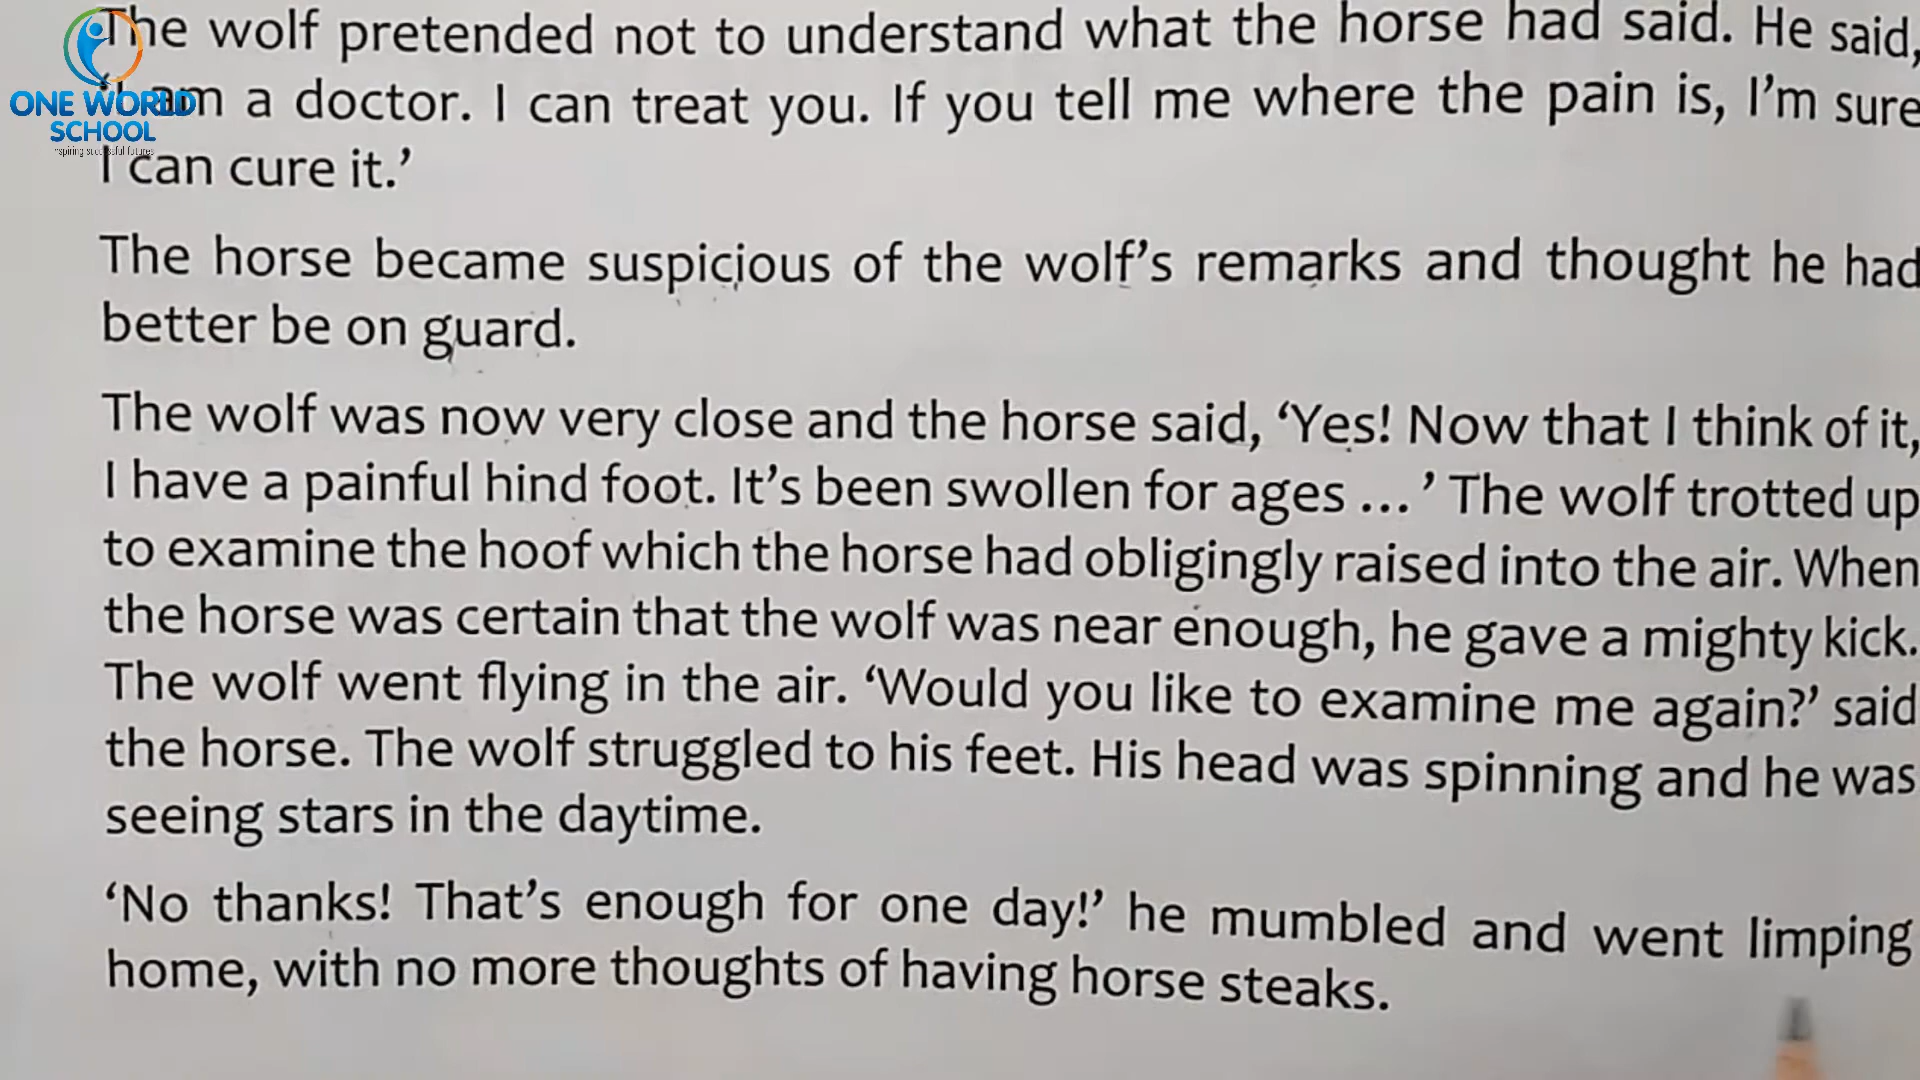 ONE WORLD
SCHOOL
Inspiring successful futures
The wolf pretended not to understand what the horse had said. He said,
‘I am a doctor. I can treat you. If you tell me where the pain is, I’m sure
I can cure it.’
The horse became suspicious of the wolf’s remarks and thought he had
better be on guard.
The wolf was now very close and the horse said, ‘Yes! Now that I think of it,
I have a painful hind foot. It’s been swollen for ages ... ’ The wolf trotted up
to examine the hoof which the horse had obligingly raised into the air. When
the horse was certain that the wolf was near enough, he gave a mighty kick.
The wolf went flying in the air. ‘Would you like to examine me again?’ said
the horse. The wolf struggled to his feet. His head was spinning and he was
seeing stars in the daytime.
‘No thanks! That’s enough for one day!’ he mumbled and went limping
home, with no more thoughts of having horse steaks.